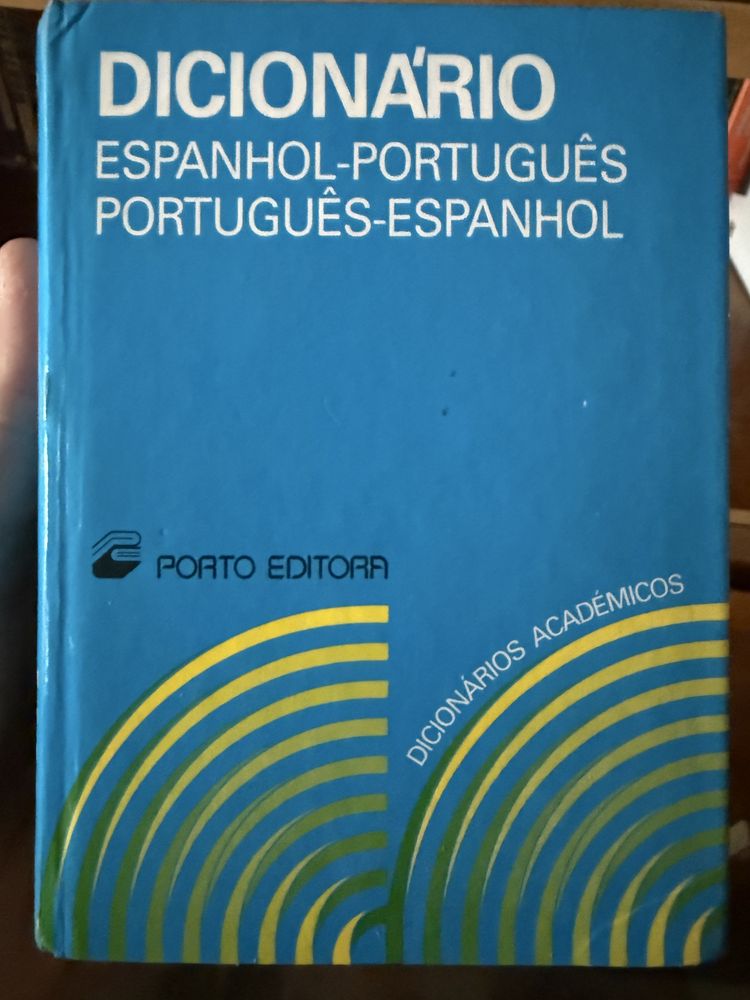 DICIONÁRIO
ESPANHOL-PORTUGUÊS
PORTUGUÊS-ESPANHOL
PORTO EDITORA
DICIONÁRIOS ACADÉMICOS